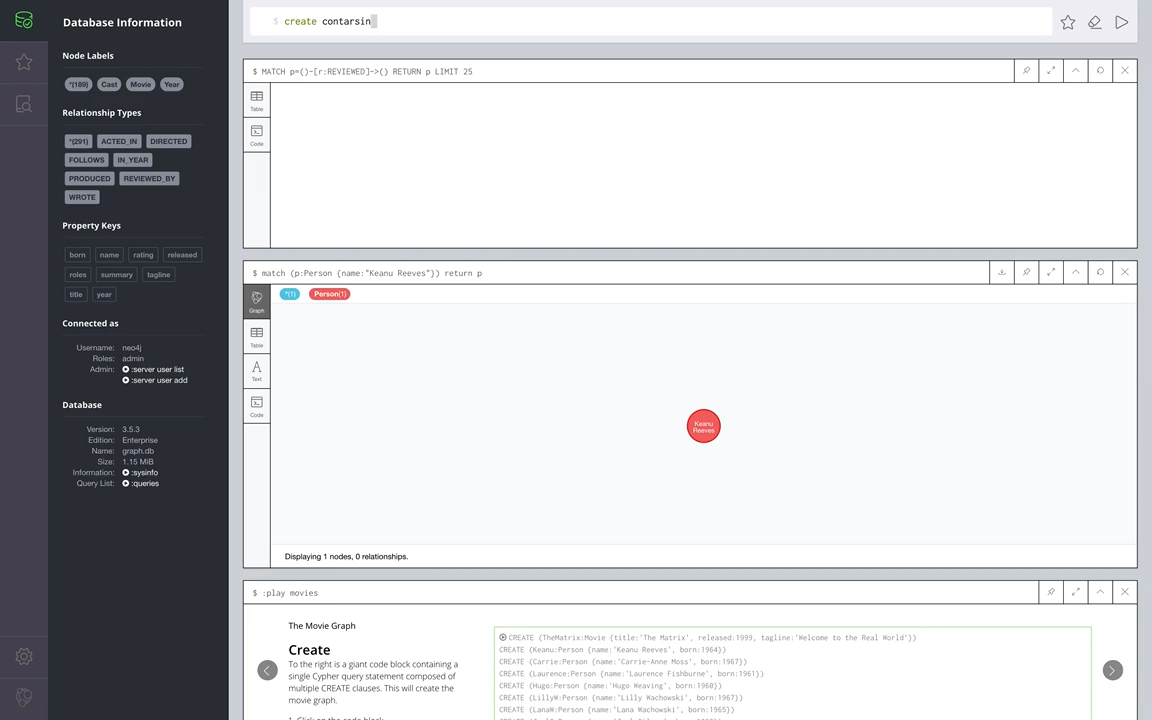 Database Information
Node Labels
*(189) Cast Movie Year
Relationship Types
*(291) ACTED_IN DIRECTED
FOLLOWS IN_YEAR
PRODUCED REVIEWED_BY
WROTE
Property Keys
born name rating released
roles summary tagline
title year
Connected as
Username: neo4j
Roles: admin
Admin: :server user list
:server user add
Database
Version: 3.5.3
Edition: Enterprise
Name: graph.db
Size: 1.15 MiB
Information: :sysinfo
Query List: :queries
$ create contarsin
$ MATCH p=()-[r:REVIEWED]->() RETURN p LIMIT 25
Table
Code
$ match (p:Person {name:"Keanu Reeves"}) return p
Graph
Table
Text
Code
*(1) Person(1)
Keanu
Reeves
Displaying 1 nodes, 0 relationships.
$ :play movies
The Movie Graph
Create
To the right is a giant code block containing a
single Cypher query statement composed of
multiple CREATE clauses. This will create the
movie graph.
1. Click on the code block
CREATE (TheMatrix:Movie {title:'The Matrix', released:1999, tagline:'Welcome to the Real World'})
CREATE (Keanu:Person {name:'Keanu Reeves', born:1964})
CREATE (Carrie:Person {name:'Carrie-Anne Moss', born:1967})
CREATE (Laurence:Person {name:'Laurence Fishburne', born:1961})
CREATE (Hugo:Person {name:'Hugo Weaving', born:1960})
CREATE (LillyW:Person {name:'Lilly Wachowski', born:1967})
CREATE (LanaW:Person {name:'Lana Wachowski', born:1965})